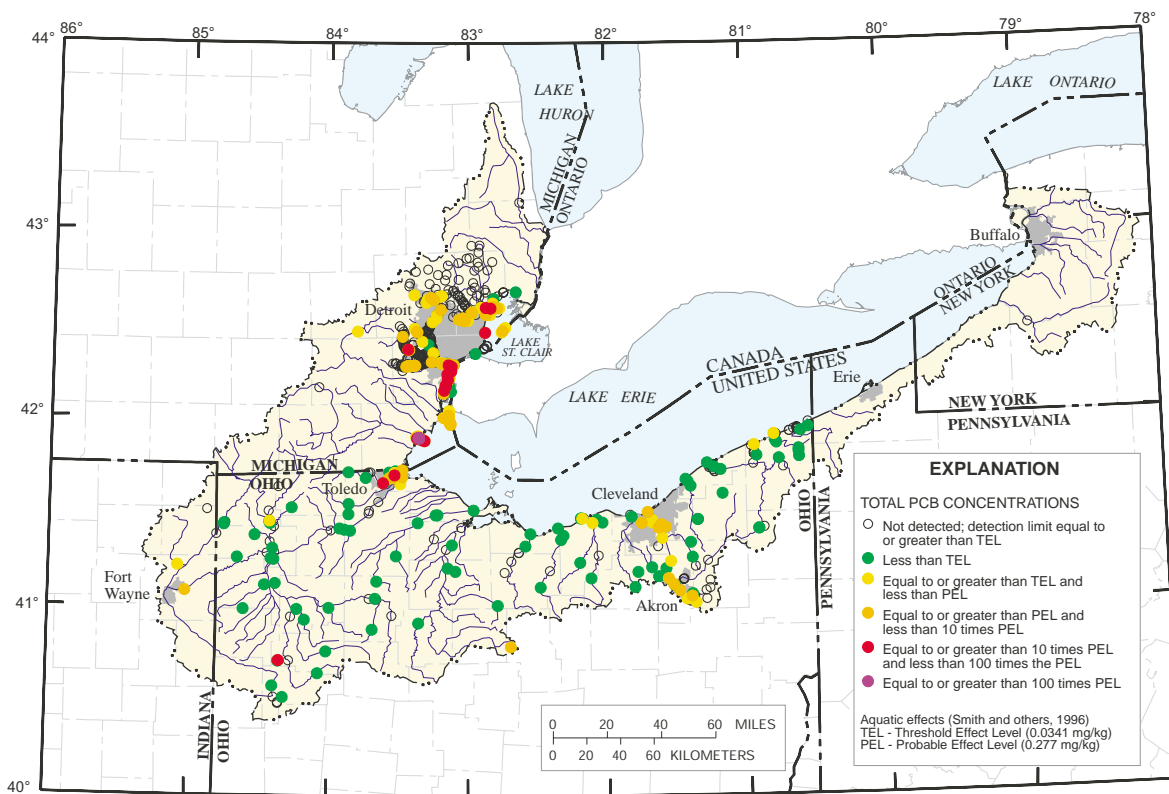 86°
85°
84°
83°
82°
81°
80°
79°
78°
44°
43°
42°
41°
40°
LAKE
HURON
LAKE ONTARIO
MICHIGAN
ONTARIO
Buffalo
ONTARIO
NEW YORK
Detroit
LAKE
ST. CLAIR
CANADA
UNITED STATES
LAKE ERIE
Erie
NEW YORK
PENNSYLVANIA
MICHIGAN
OHIO
Toledo
Cleveland
OHIO
PENNSYLVANIA
Fort
Wayne
Akron
INDIANA
OHIO
0 20 40 60 MILES
0 20 40 60 KILOMETERS
EXPLANATION
TOTAL PCB CONCENTRATIONS
Not detected; detection limit equal to
or greater than TEL
Less than TEL
Equal to or greater than TEL and
less than PEL
Equal to or greater than PEL and
less than 10 times PEL
Equal to or greater than 10 times PEL
and less than 100 times the PEL
Equal to or greater than 100 times PEL
Aquatic effects (Smith and others, 1996)
TEL - Threshold Effect Level (0.0341 mg/kg)
PEL - Probable Effect Level (0.277 mg/kg)